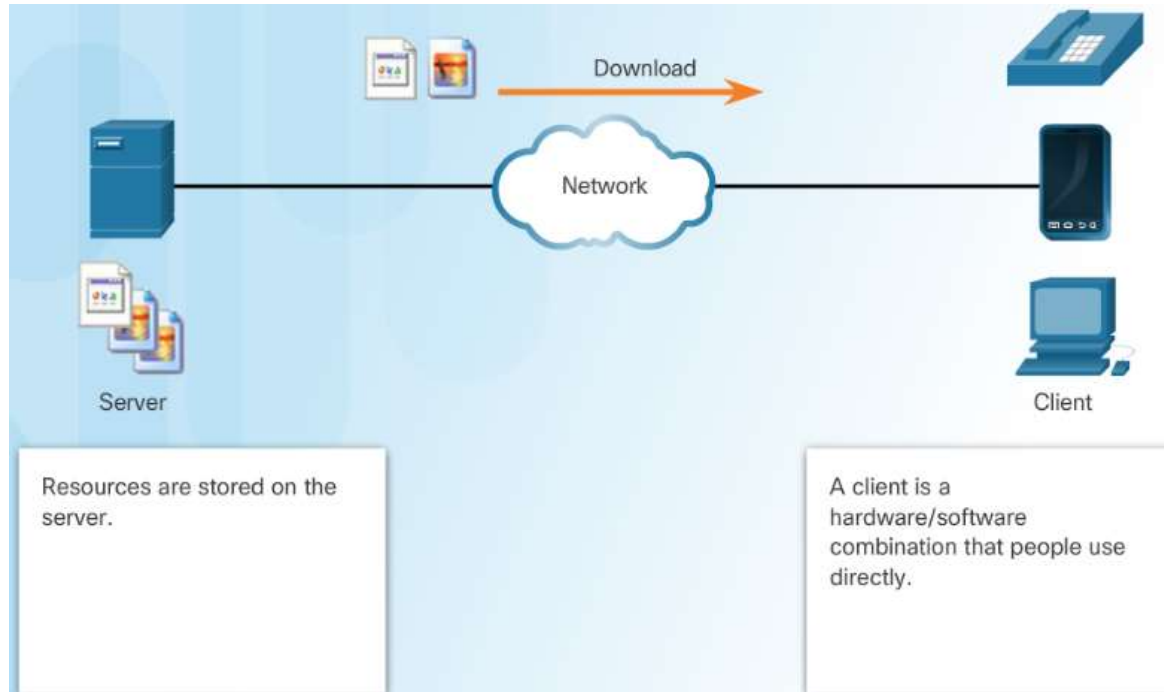 Download
Network
Server
Client
Resources are stored on the
server.
A client is a
hardware/software
combination that people use
directly.